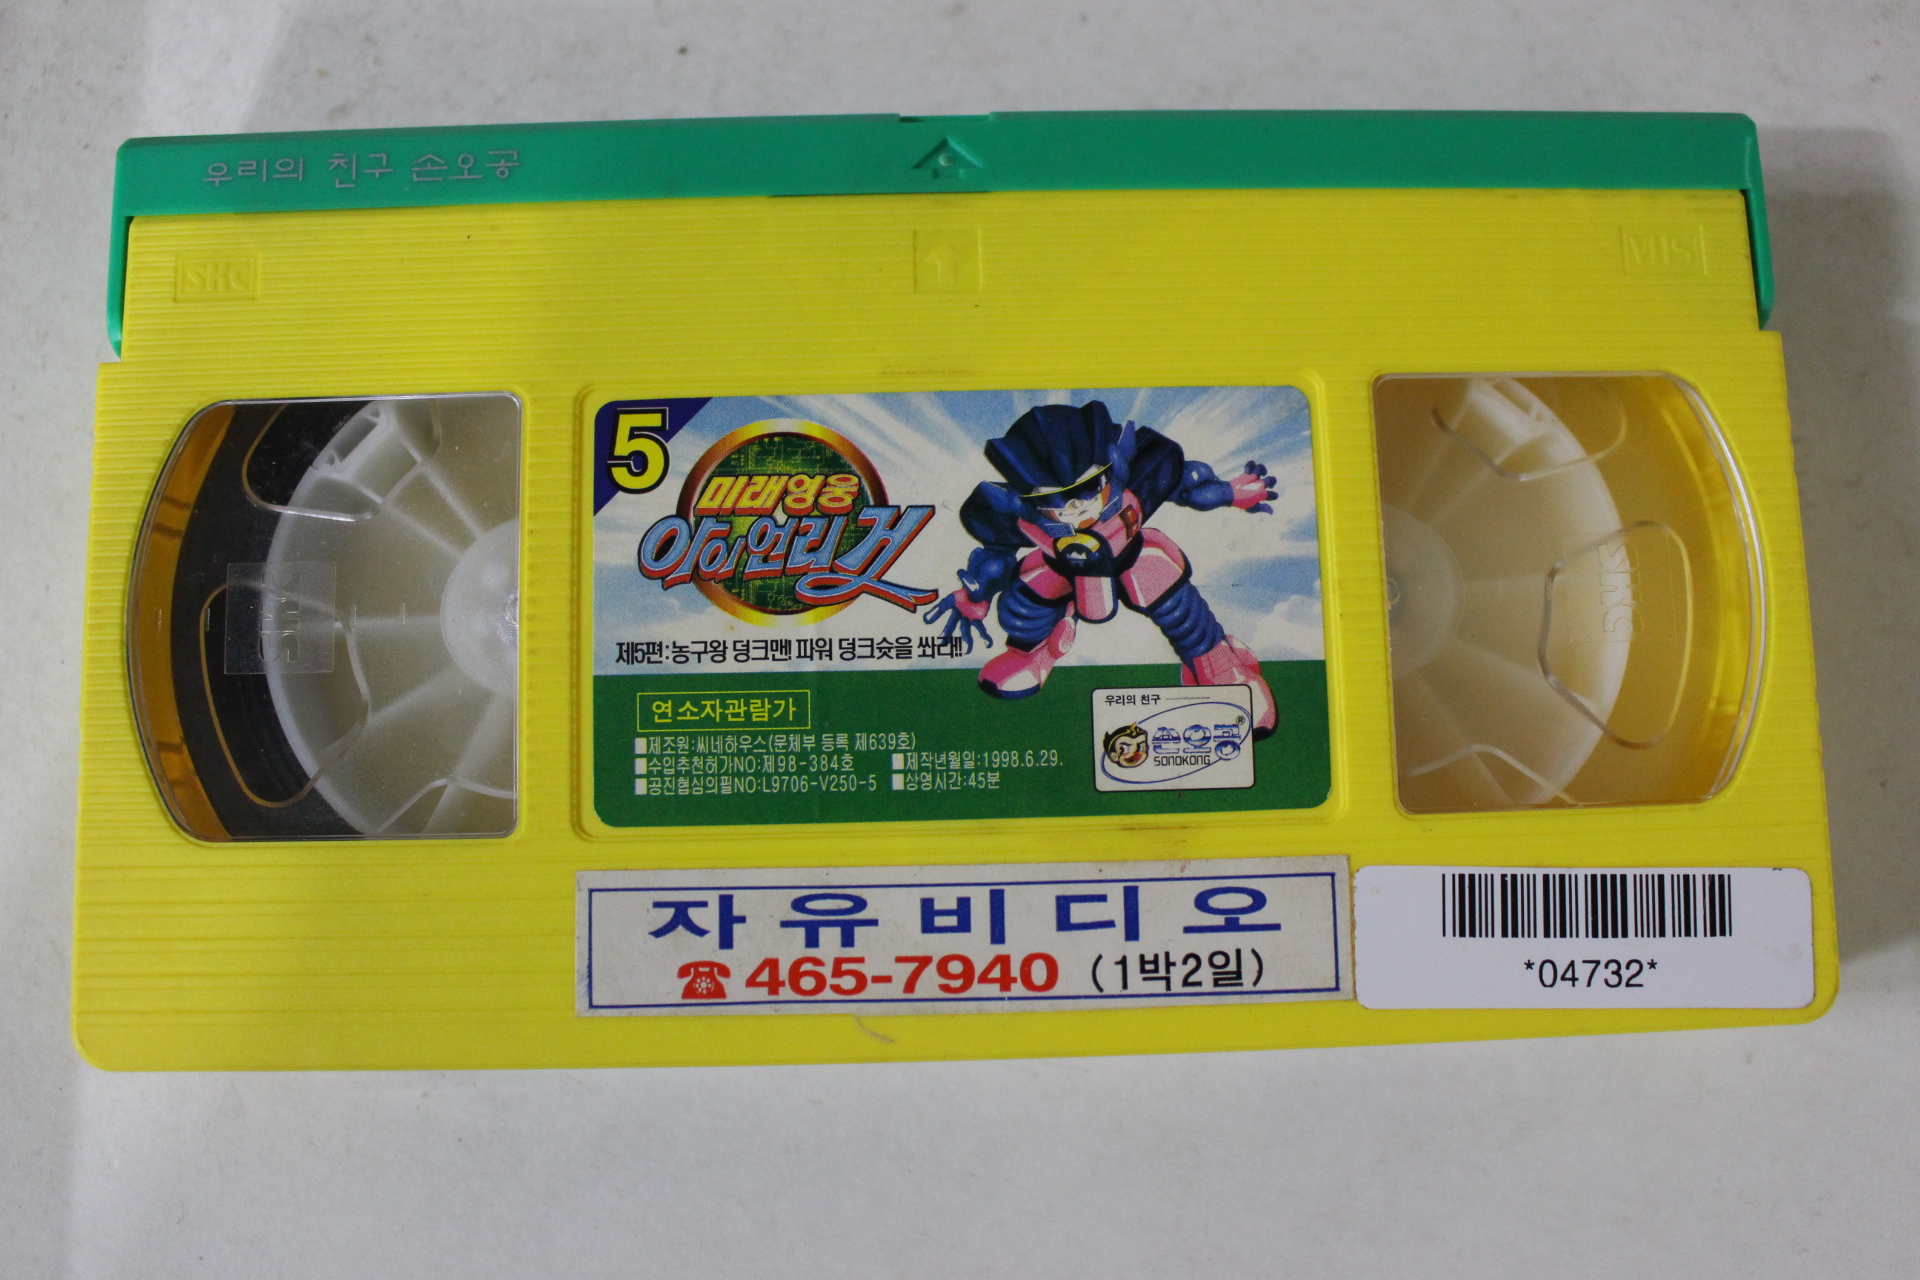 우리의 친구 손오공
SKC
VHS
5
미래영웅
아이언리거
제5편:농구왕 덩크맨!! 파워 덩크슛을 쏴라!!
연소자관람가
■제조원:씨네하우스(문체부 등록 제639호)
■수입추천허가NO:제98-384호 ■제작년월일:1998.6.29.
■공진협심의필NO:L9706-V250-5 ■상영시간:45분
우리의 친구
손오공®
SONOKONG
SKC
SKC
자유비디오
☎465-7940 (1박2일)
*04732*